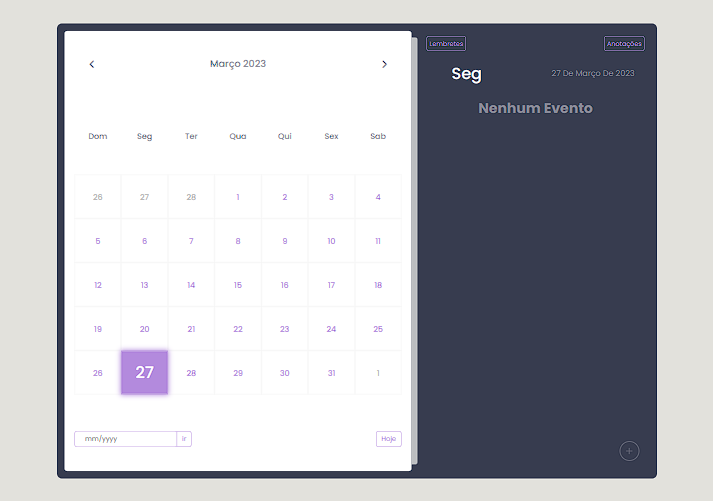 Março 2023
Dom Seg Ter Qua Qui Sex Sab
26 27 28 1 2 3 4
5 6 7 8 9 10 11
12 13 14 15 16 17 18
19 20 21 22 23 24 25
26 27 28 29 30 31 1
mm/yyyy Ir Hoje
Lembretes Anotações
Seg 27 De Março De 2023
Nenhum Evento
+